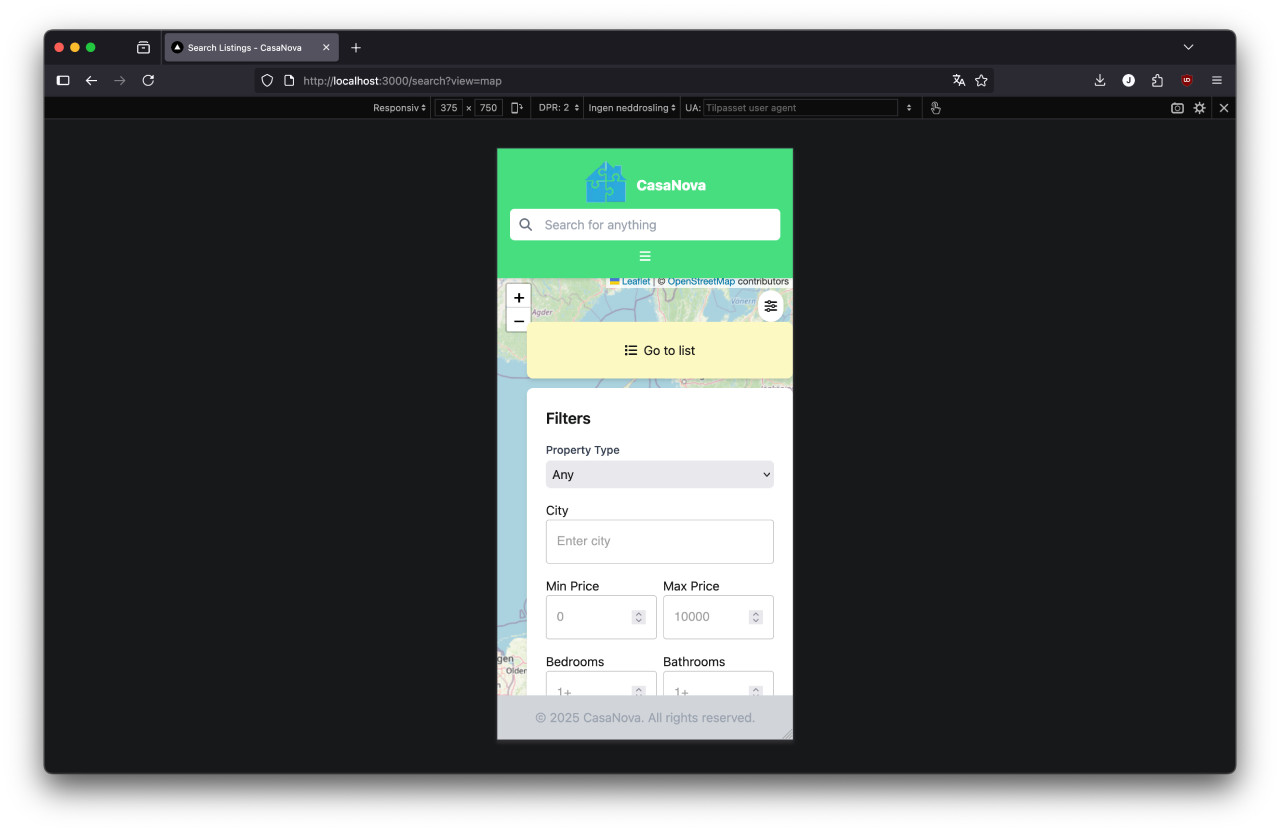 Search Listings - CasaNova
http://localhost:3000/search?view=map
Responsiv 375 × 750 DPR: 2 Ingen neddrosling UA: Tilpasset user agent
CasaNova
Search for anything
Leaflet | © OpenStreetMap contributors
+
Agder
Vänern
−
Go to list
Filters
Property Type
Any
City
Enter city
Min Price Max Price
0 10000
Bedrooms Bathrooms
1+ 1+
gen
Older
© 2025 CasaNova. All rights reserved.